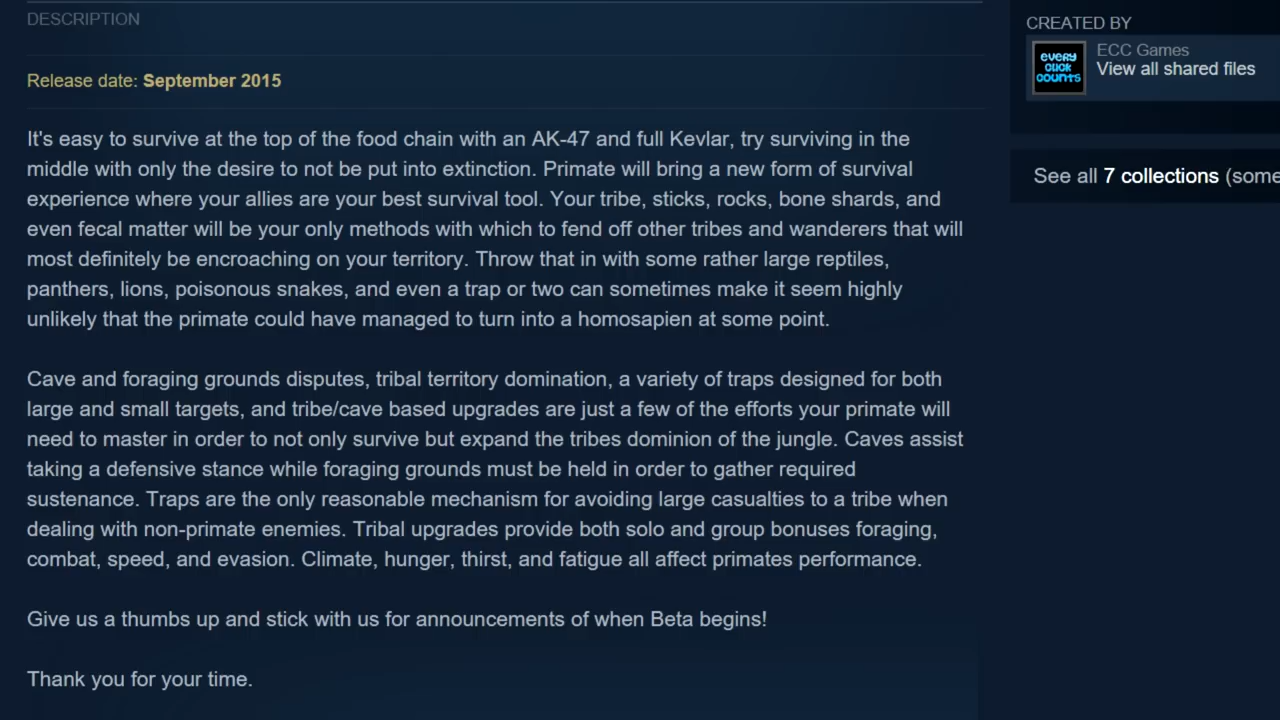 DESCRIPTION
Release date: September 2015
It's easy to survive at the top of the food chain with an AK-47 and full Kevlar, try surviving in the
middle with only the desire to not be put into extinction. Primate will bring a new form of survival
experience where your allies are your best survival tool. Your tribe, sticks, rocks, bone shards, and
even fecal matter will be your only methods with which to fend off other tribes and wanderers that will
most definitely be encroaching on your territory. Throw that in with some rather large reptiles,
panthers, lions, poisonous snakes, and even a trap or two can sometimes make it seem highly
unlikely that the primate could have managed to turn into a homosapien at some point.
Cave and foraging grounds disputes, tribal territory domination, a variety of traps designed for both
large and small targets, and tribe/cave based upgrades are just a few of the efforts your primate will
need to master in order to not only survive but expand the tribes dominion of the jungle. Caves assist
taking a defensive stance while foraging grounds must be held in order to gather required
sustenance. Traps are the only reasonable mechanism for avoiding large casualties to a tribe when
dealing with non-primate enemies. Tribal upgrades provide both solo and group bonuses foraging,
combat, speed, and evasion. Climate, hunger, thirst, and fatigue all affect primates performance.
Give us a thumbs up and stick with us for announcements of when Beta begins!
Thank you for your time.
CREATED BY
EVERY
CLICK
COUNTS
ECC Games
View all shared files
See all 7 collections (some